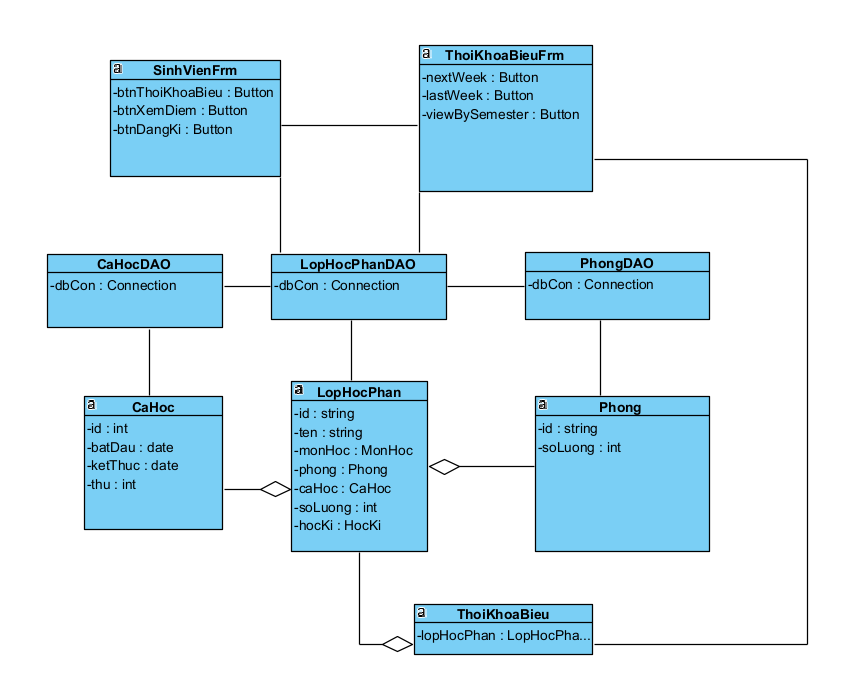 a
SinhVienFrm
-btnThoiKhoaBieu : Button
-btnXemDiem : Button
-btnDangKi : Button
a
ThoiKhoaBieuFrm
-nextWeek : Button
-lastWeek : Button
-viewBySemester : Button
CaHocDAO
-dbCon : Connection
LopHocPhanDAO
-dbCon : Connection
PhongDAO
-dbCon : Connection
a
CaHoc
-id : int
-batDau : date
-ketThuc : date
-thu : int
a
LopHocPhan
-id : string
-ten : string
-monHoc : MonHoc
-phong : Phong
-caHoc : CaHoc
-soLuong : int
-hocKi : HocKi
a
Phong
-id : string
-soLuong : int
a
ThoiKhoaBieu
-lopHocPhan : LopHocPha...